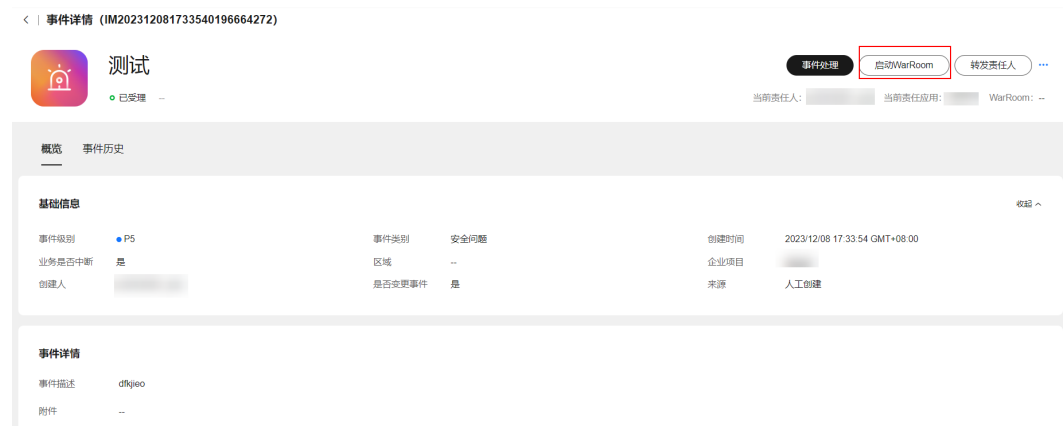 事件详情（IM202312081733540196664272）
测试
事件处理 启动WarRoom 转发责任人 ...
已受理 --
当前责任人: 当前责任应用: WarRoom: --
概览 事件历史
基础信息 收起
事件级别 P5 事件类别 安全问题 创建时间 2023/12/08 17:33:54 GMT+08:00
业务是否中断 是 区域 -- 企业项目
创建人 是否变更事件 是 来源 人工创建
事件详情
事件描述 dfkjieo
附件 --